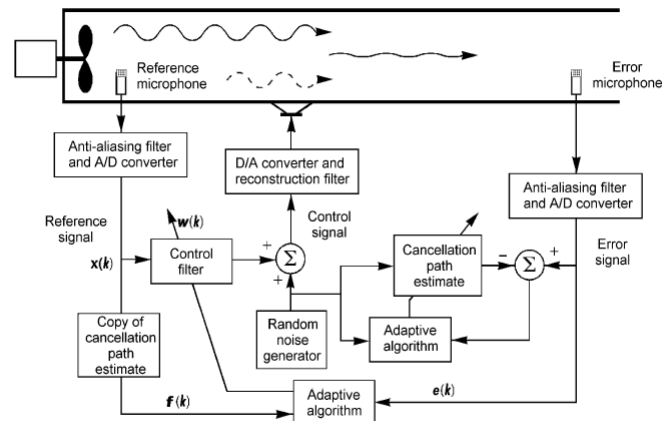 Reference
microphone
Error
microphone
Anti-aliasing filter
and A/D converter
D/A converter and
reconstruction filter
Anti-aliasing filter
and A/D converter
Reference
signal
w(k)
Control
signal
x(k)
Control
filter
+
Σ
+
Cancellation
path
estimate
−
Σ
+
Error
signal
Random
noise
generator
Adaptive
algorithm
Copy of
cancellation
path
estimate
f(k)
Adaptive
algorithm
e(k)